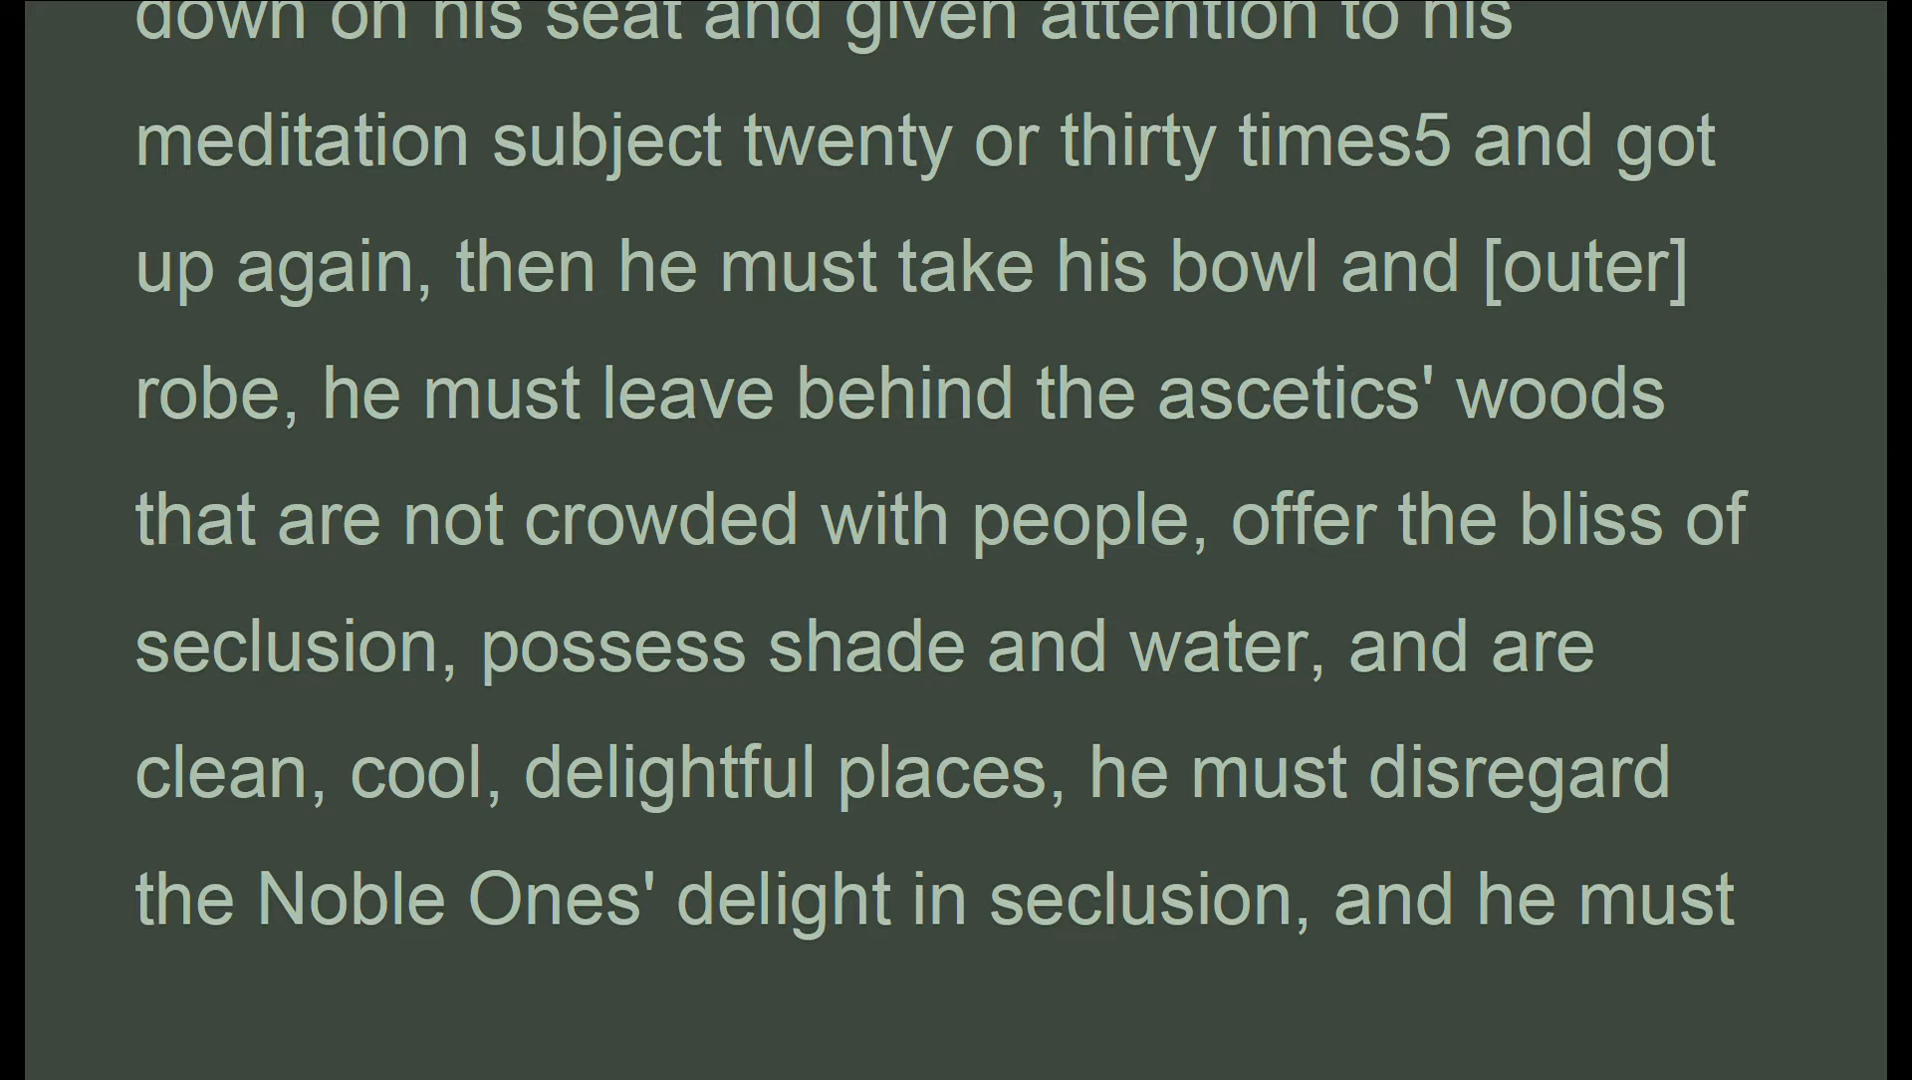 down on his seat and given attention to his
meditation subject twenty or thirty times5 and got
up again, then he must take his bowl and [outer]
robe, he must leave behind the ascetics' woods
that are not crowded with people, offer the bliss of
seclusion, possess shade and water, and are
clean, cool, delightful places, he must disregard
the Noble Ones' delight in seclusion, and he must